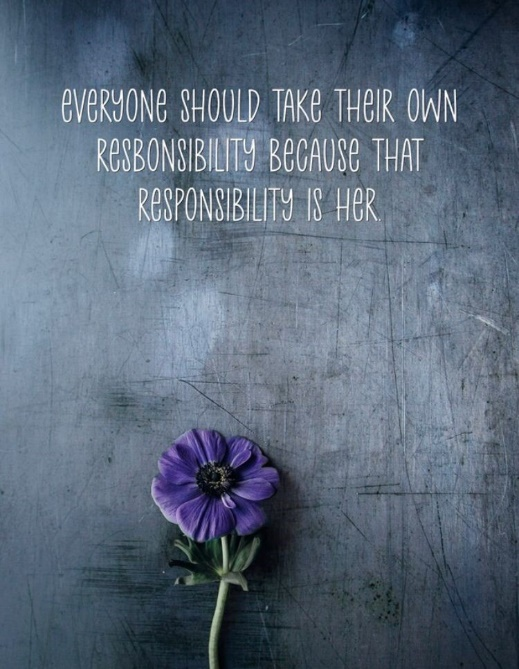 EVERYONE SHOULD TAKE THEIR OWN
RESBONSIBILITY BECAUSE THAT
RESPONSIBILITY IS HER.